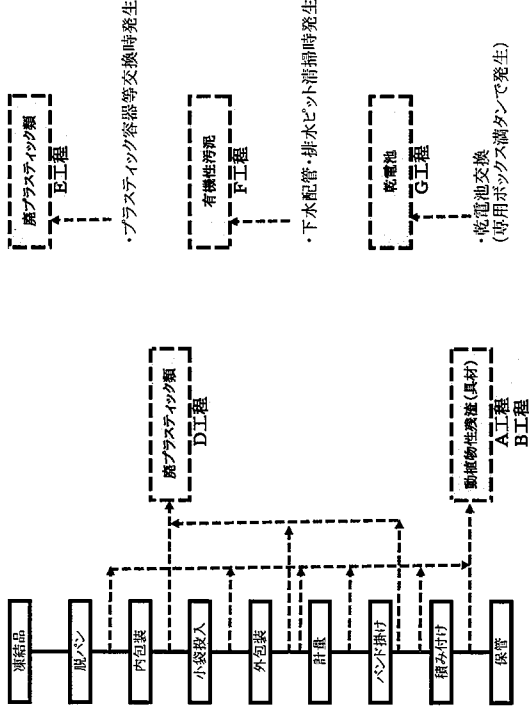 凍結品
脱パン
内包装
小袋投入
外包装
計量
バンド掛け
積み付け
保管
廃プラスティック類
D工程
動植物性残渣(具材)
A工程
B工程
廃プラスティック類
E工程
・プラスティック容器等交換時発生
有機性汚泥
F工程
・下水配管・排水ピット清掃時発生
乾電池
G工程
・乾電池交換
(専用ボックス満タンで発生)